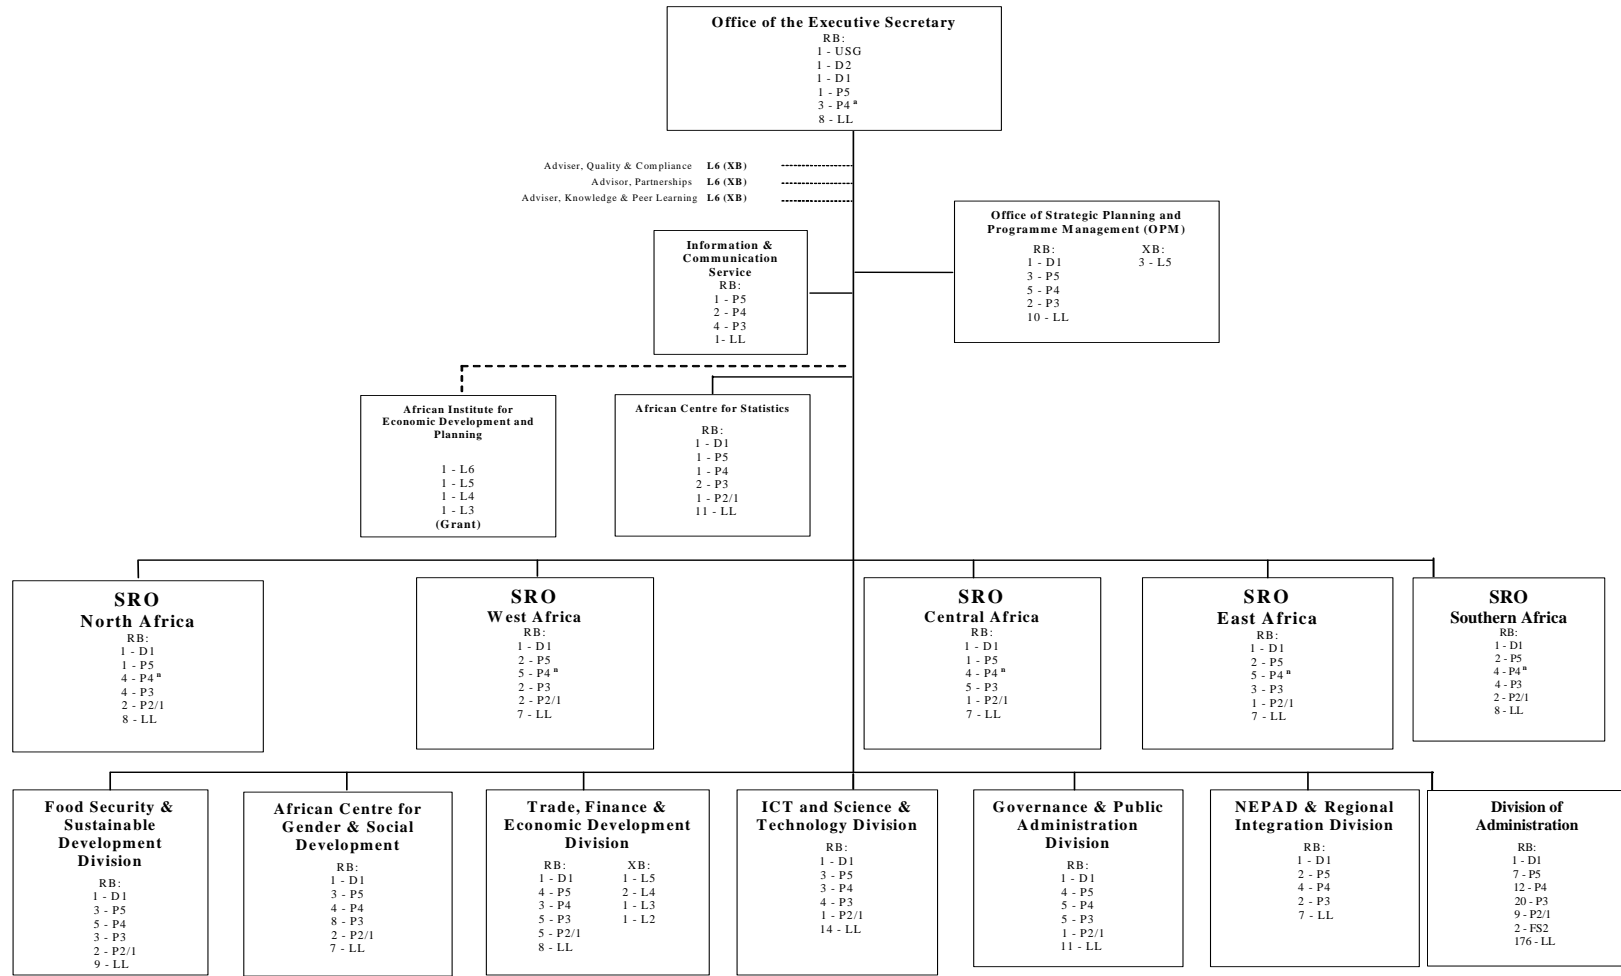 Office of the Executive Secretary
RB:
1 - USG
1 - D2
1 - D1
1 - P5
3 - P4 ª
8 - LL
Adviser, Quality & Compliance L6 (XB)
Advisor, Partnerships L6 (XB)
Adviser, Knowledge & Peer Learning L6 (XB)
Office of Strategic Planning and
Programme Management (OPM)
RB:
1 - D1
3 - P5
5 - P4
2 - P3
10 - LL
XB:
3 - L5
Information &
Communication
Service
RB:
1 - P5
2 - P4
4 - P3
1- LL
African Institute for
Economic Development and
Planning
1 - L6
1 - L5
1 - L4
1 - L3
(Grant)
African Centre for Statistics
RB:
1 - D1
1 - P5
1 - P4
2 - P3
1 - P2/1
11 - LL
SRO
North Africa
RB:
1 - D1
1 - P5
4 - P4 ª
4 - P3
2 - P2/1
8 - LL
SRO
West Africa
RB:
1 - D1
2 - P5
5 - P4 ª
2 - P3
2 - P2/1
7 - LL
SRO
Central Africa
RB:
1 - D1
1 - P5
4 - P4 ª
5 - P3
1 - P2/1
7 - LL
SRO
East Africa
RB:
1 - D1
2 - P5
5 - P4 ª
3 - P3
1 - P2/1
7 - LL
SRO
Southern Africa
RB:
1 - D1
2 - P5
4 - P4 ª
4 - P3
2 - P2/1
8 - LL
Food Security &
Sustainable
Development
Division
RB:
1 - D1
3 - P5
5 - P4
3 - P3
2 - P2/1
9 - LL
African Centre for
Gender & Social
Development
RB:
1 - D1
3 - P5
4 - P4
8 - P3
2 - P2/1
7 - LL
Trade, Finance &
Economic Development
Division
RB:
1 - D1
4 - P5
3 - P4
5 - P3
5 - P2/1
8 - LL
XB:
1 - L5
2 - L4
1 - L3
1 - L2
ICT and Science &
Technology Division
RB:
1 - D1
3 - P5
3 - P4
4 - P3
1 - P2/1
14 - LL
Governance & Public
Administration
Division
RB:
1 - D1
4 - P5
5 - P4
5 - P3
1 - P2/1
11 - LL
NEPAD & Regional
Integration Division
RB:
1 - D1
2 - P5
4 - P4
2 - P3
7 - LL
Division of
Administration
RB:
1 - D1
7 - P5
12 - P4
20 - P3
9 - P2/1
2 - FS2
176 - LL